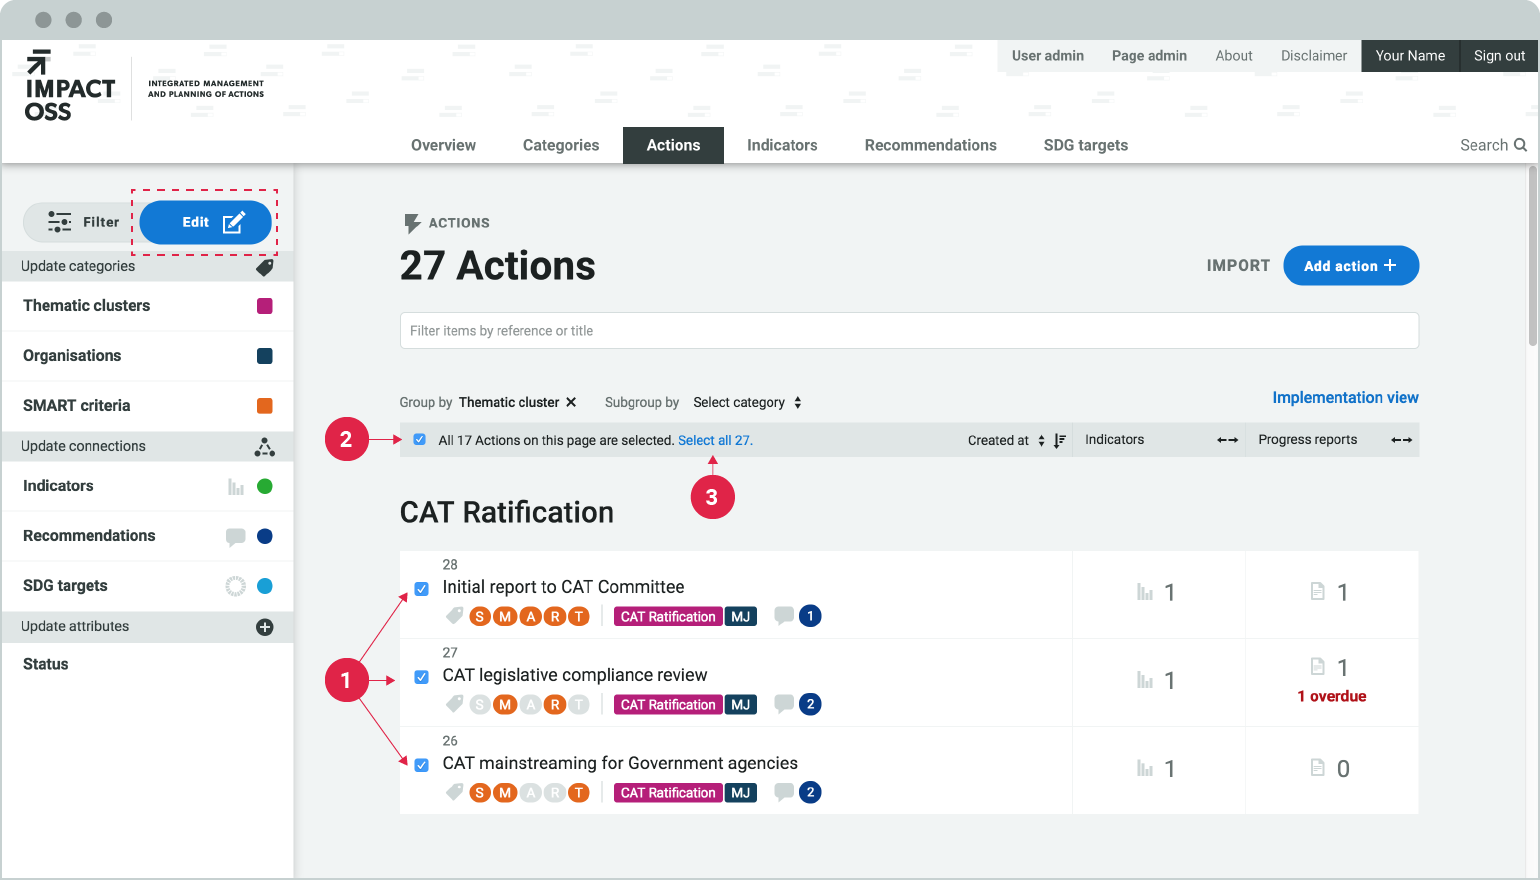 User admin
Page admin
About
Disclaimer
Your Name
Sign out
IMPACT
OSS
INTEGRATED MANAGEMENT
AND PLANNING OF ACTIONS
Overview
Categories
Actions
Indicators
Recommendations
SDG targets
Search
Filter
Edit
Update categories
Thematic clusters
Organisations
SMART criteria
Update connections
Indicators
Recommendations
SDG targets
Update attributes
Status
ACTIONS
27 Actions
IMPORT
Add action +
Filter items by reference or title
Group by Thematic cluster ✕
Subgroup by Select category
Implementation view
2
All 17 Actions on this page are selected. Select all 27.
Created at
Indicators
Progress reports
3
CAT Ratification
1
28
Initial report to CAT Committee
S M A R T CAT Ratification MJ 1
1
1
27
CAT legislative compliance review
S M A R T CAT Ratification MJ 2
1
1
1 overdue
26
CAT mainstreaming for Government agencies
S M A R T CAT Ratification MJ 2
1
0